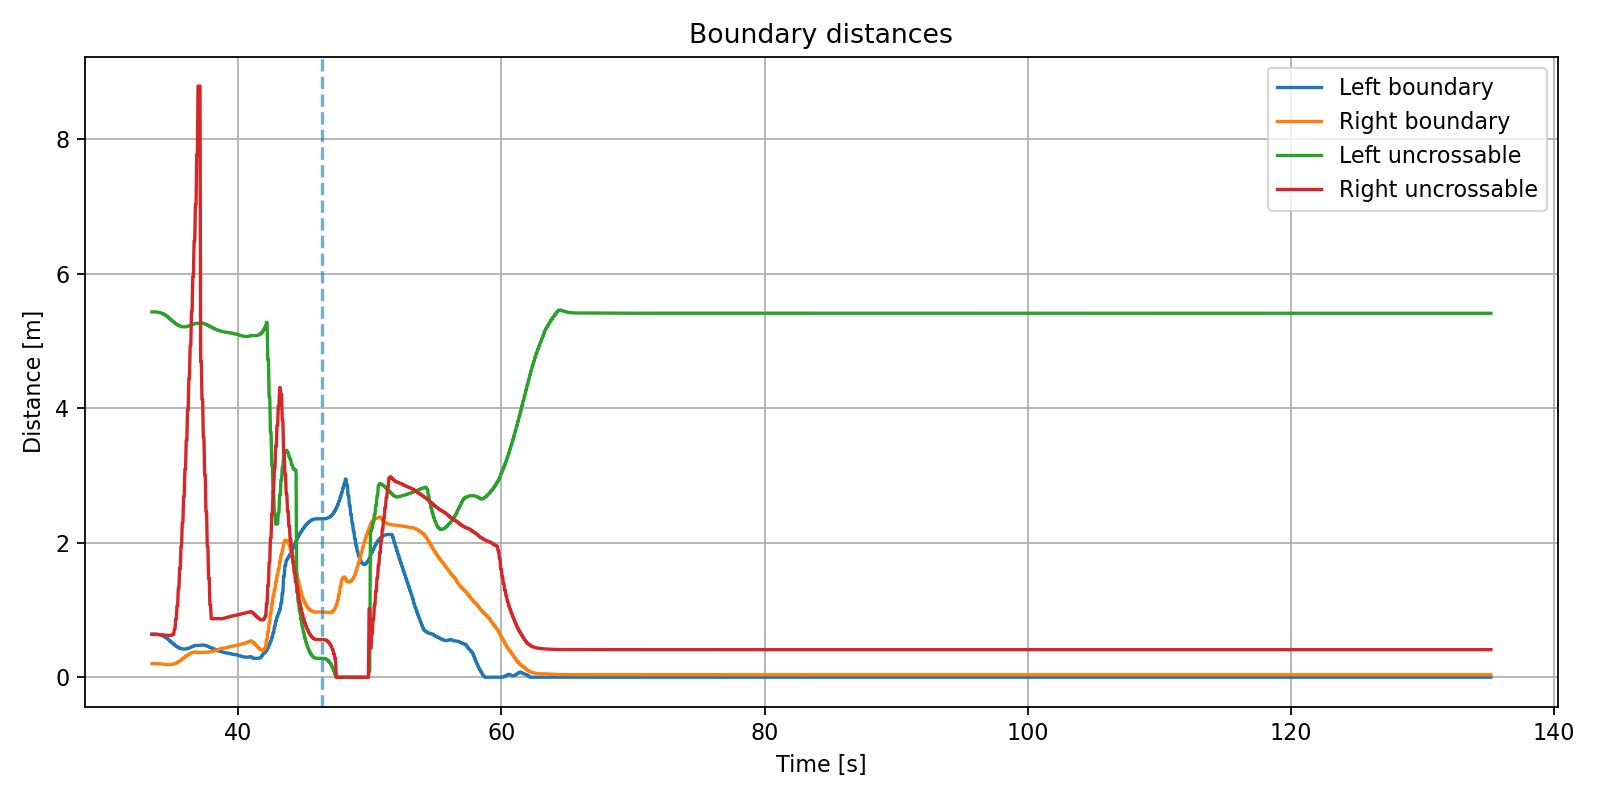 Boundary distances
Left boundary
Right boundary
Left uncrossable
Right uncrossable
Distance [m]
8
6
4
2
0
40
60
80
100
120
140
Time [s]